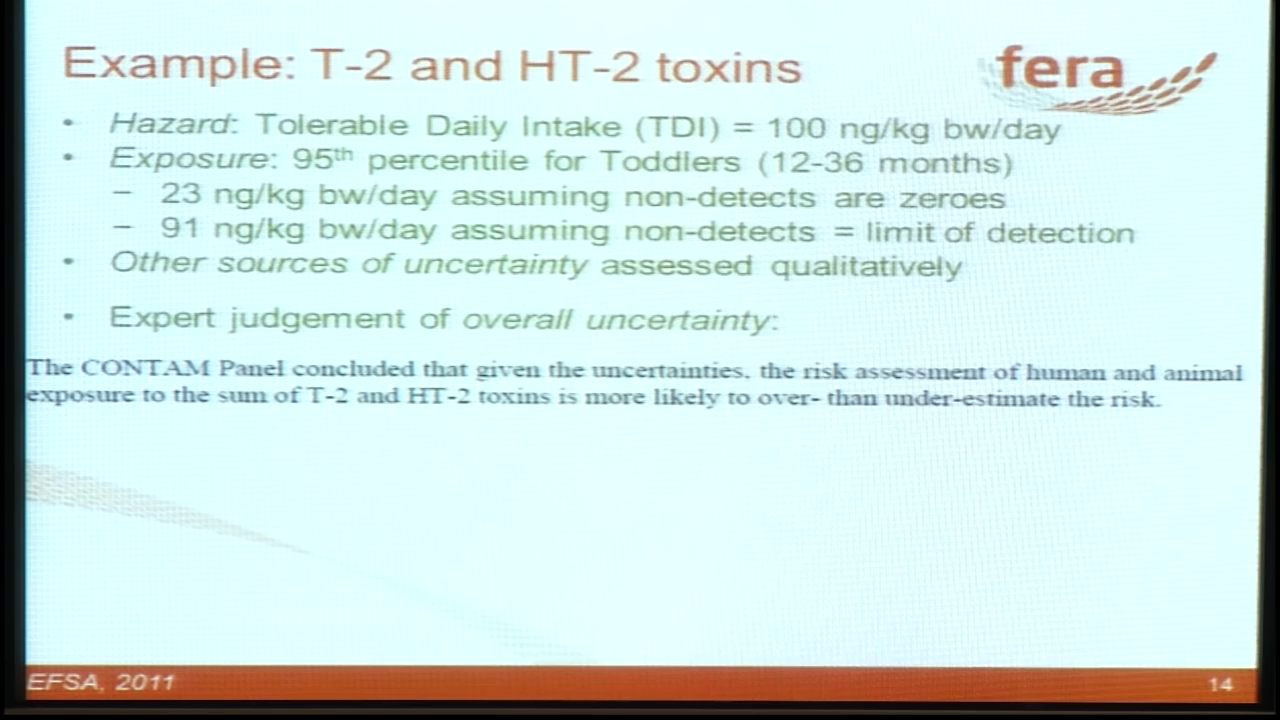 Example: T-2 and HT-2 toxins
fera
• Hazard: Tolerable Daily Intake (TDI) = 100 ng/kg bw/day
• Exposure: 95th percentile for Toddlers (12-36 months)
– 23 ng/kg bw/day assuming non-detects are zeroes
– 91 ng/kg bw/day assuming non-detects = limit of detection
• Other sources of uncertainty assessed qualitatively
• Expert judgement of overall uncertainty:
The CONTAM Panel concluded that given the uncertainties, the risk assessment of human and animal
exposure to the sum of T-2 and HT-2 toxins is more likely to over- than under-estimate the risk.
EFSA, 2011
14